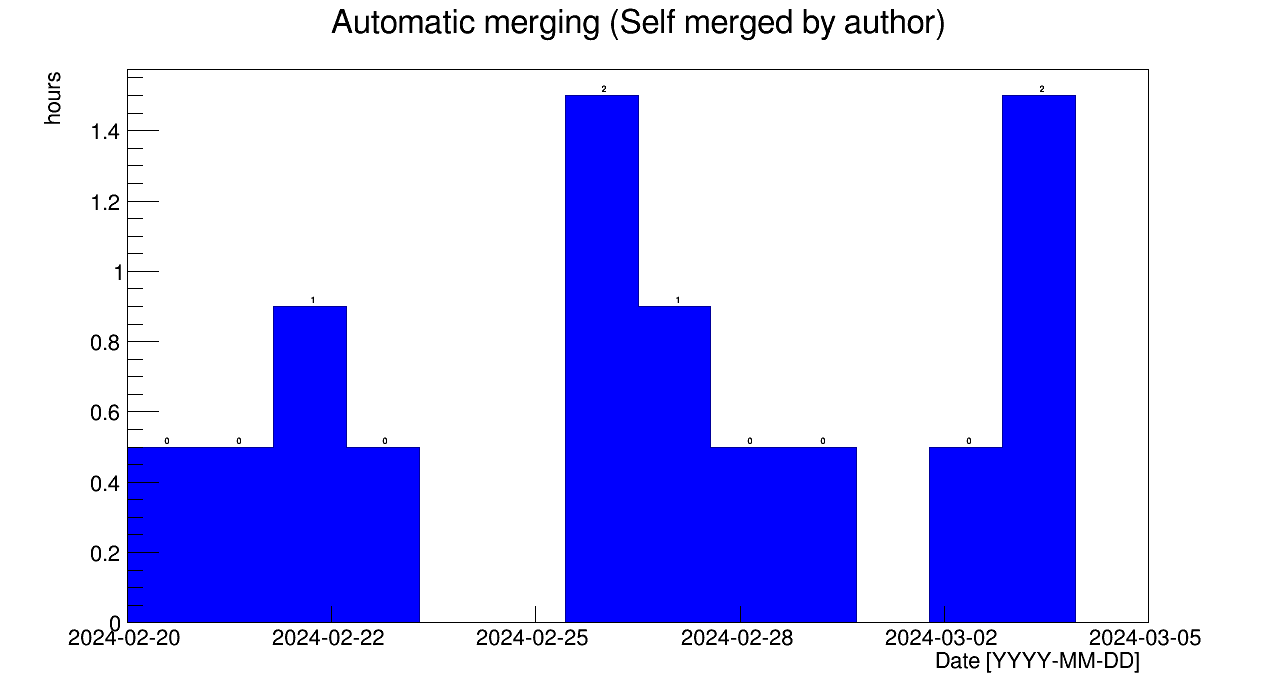 Automatic merging (Self merged by author)
hours
2 2
1.4
1.2
1
1 1
0.8
0.6
0 0 0 0 0 0
0.4
0.2
0
2024-02-20 2024-02-22 2024-02-25 2024-02-28 2024-03-02 2024-03-05
Date [YYYY-MM-DD]